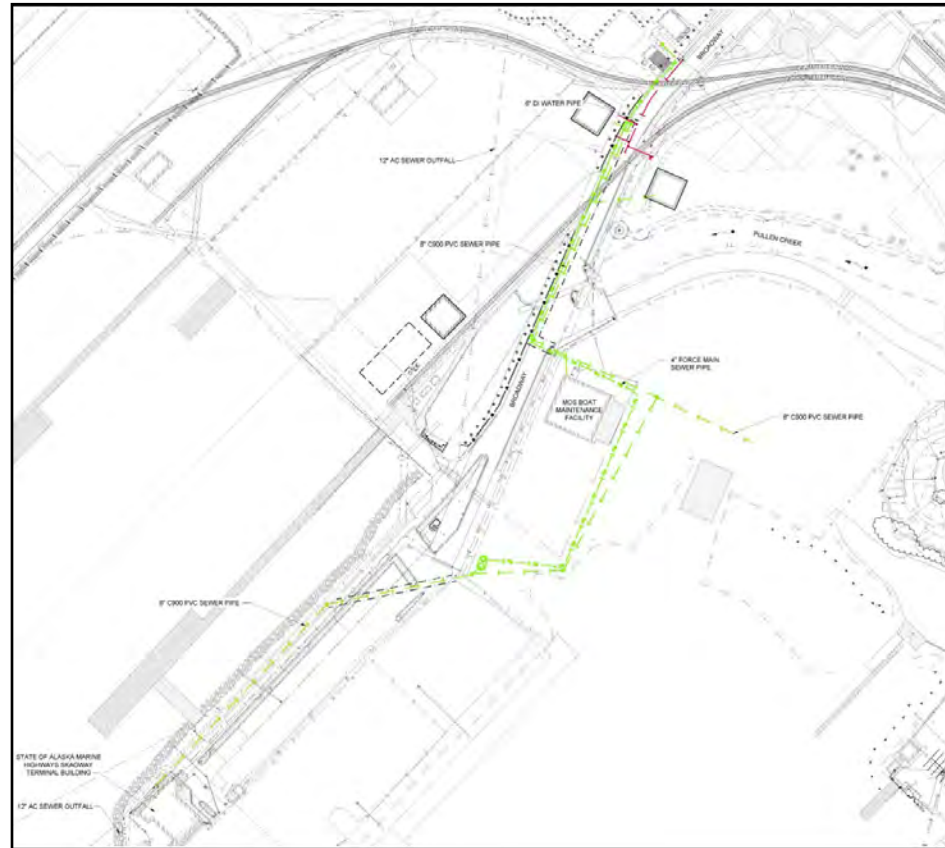 BROADWAY
6" DI WATER PIPE
12" AC SEWER OUTFALL
PULLEN CREEK
8" C900 PVC SEWER PIPE
4" FORCE MAIN
SEWER PIPE
BROADWAY
MOS BOAT
MAINTENANCE
FACILITY
8" C900 PVC SEWER PIPE
8" C900 PVC SEWER PIPE
STATE OF ALASKA MARINE
HIGHWAYS SKAGWAY
TERMINAL BUILDING
12" AC SEWER OUTFALL